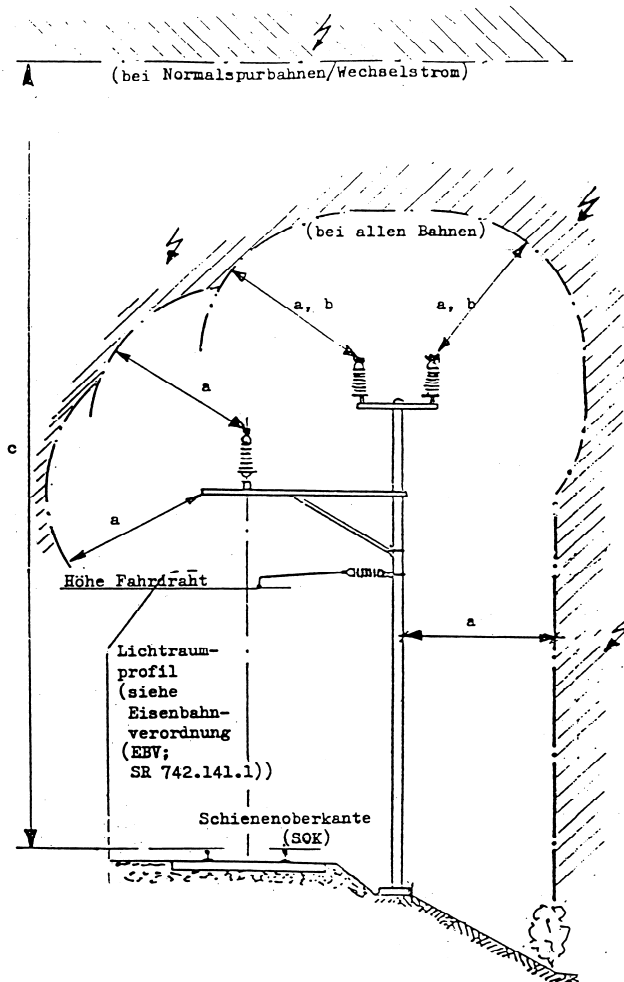 (bei Normalspurbahnen/Wechselstrom)
(bei allen Bahnen)
a, b
a, b
a
c
a
Höhe Fahrdraht
a
Lichtraum-
profil
(siehe
Eisenbahn-
verordnung
(EBV;
SR 742.141.1))
Schienenoberkante
(SOK)